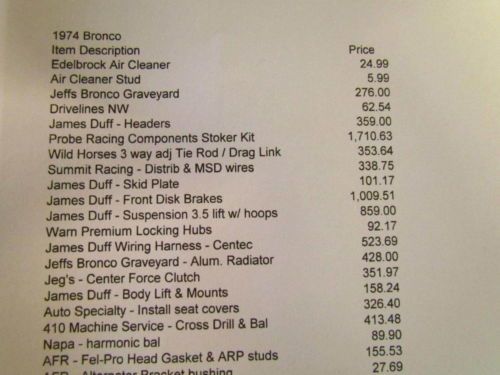 1974 Bronco
Item Description Price
Edelbrock Air Cleaner 24.99
Air Cleaner Stud 5.99
Jeffs Bronco Graveyard 276.00
Drivelines NW 62.54
James Duff - Headers 359.00
Probe Racing Components Stoker Kit 1,710.63
Wild Horses 3 way adj Tie Rod / Drag Link 353.64
Summit Racing - Distrib & MSD wires 338.75
James Duff - Skid Plate 101.17
James Duff - Front Disk Brakes 1,009.51
James Duff - Suspension 3.5 lift w/ hoops 859.00
Warn Premium Locking Hubs 92.17
James Duff Wiring Harness - Centec 523.69
Jeffs Bronco Graveyard - Alum. Radiator 428.00
Jeg's - Center Force Clutch 351.97
James Duff - Body Lift & Mounts 158.24
Auto Specialty - Install seat covers 326.40
410 Machine Service - Cross Drill & Bal 413.48
Napa - harmonic bal 89.90
AFR - Fel-Pro Head Gasket & ARP studs 155.53
Alternator Bracket bushing 27.69